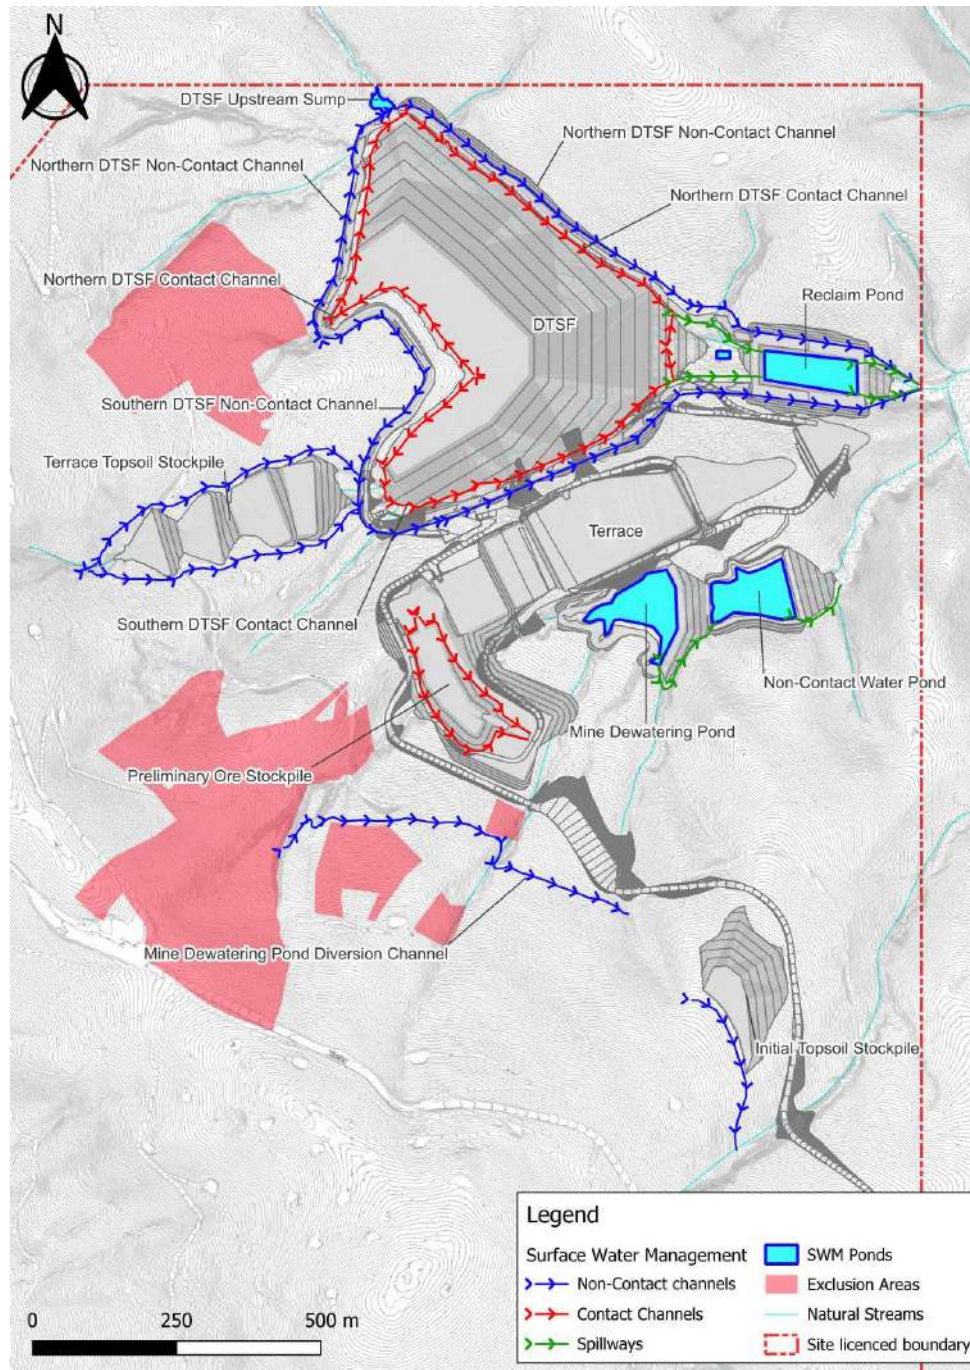 N
DTSF Upstream Sump
Northern DTSF Non-Contact Channel
Northern DTSF Non-Contact Channel
Northern DTSF Contact Channel
Northern DTSF Contact Channel
Reclaim Pond
DTSF
Southern DTSF Non-Contact Channel
Terrace Topsoil Stockpile
Terrace
Southern DTSF Contact Channel
Non-Contact Water Pond
Mine Dewatering Pond
Preliminary Ore Stockpile
Mine Dewatering Pond Diversion Channel
Initial Topsoil Stockpile
Legend
Surface Water Management
Non-Contact channels
Contact Channels
Spillways
SWM Ponds
Exclusion Areas
Natural Streams
Site licenced boundary
0 250 500 m